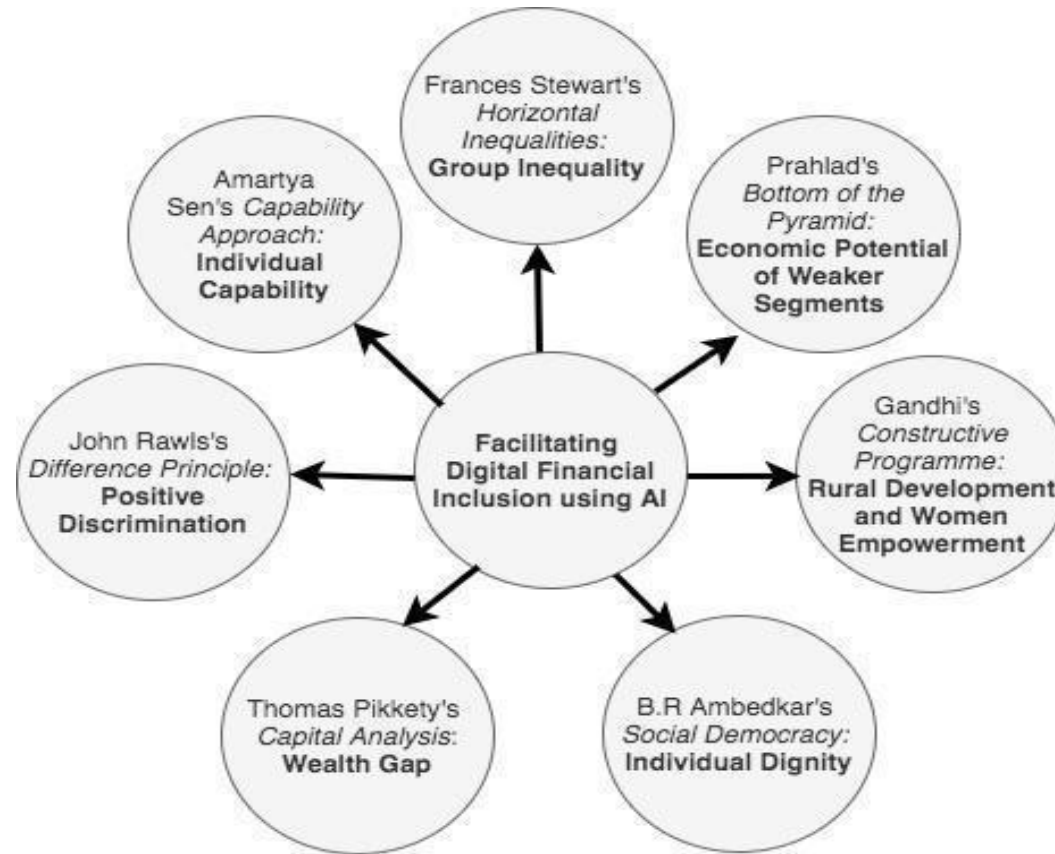 Frances Stewart's
Horizontal
Inequalities:
Group Inequality
Prahlad's
Bottom of the
Pyramid:
Economic Potential
of Weaker
Segments
Amartya
Sen's Capability
Approach:
Individual
Capability
Gandhi's
Constructive
Programme:
Rural Development
and Women
Empowerment
Facilitating
Digital Financial
Inclusion using AI
John Rawls's
Difference Principle:
Positive
Discrimination
Thomas Pikkety's
Capital Analysis:
Wealth Gap
B.R Ambedkar's
Social Democracy:
Individual Dignity